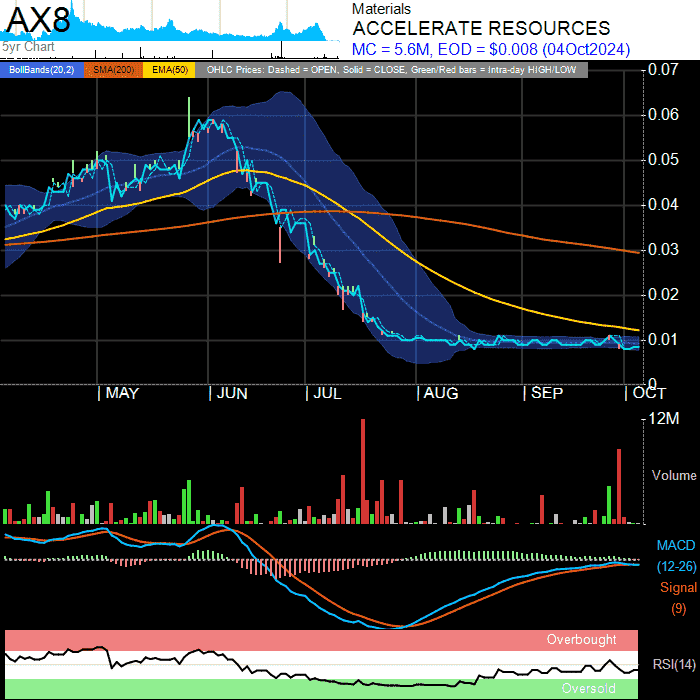 AX8
5yr Chart
Materials
ACCELERATE RESOURCES
MC = 5.6M, EOD = $0.008 (04Oct2024)
BollBands(20,2) SMA(200) EMA(50) OHLC Prices: Dashed = OPEN, Solid = CLOSE, Green/Red bars = Intra-day HIGH/LOW
0.07
0.06
0.05
0.04
0.03
0.02
0.01
0
MAY JUN JUL AUG SEP OCT
12M
Volume
MACD
(12-26)
Signal
(9)
Overbought
RSI(14)
Oversold